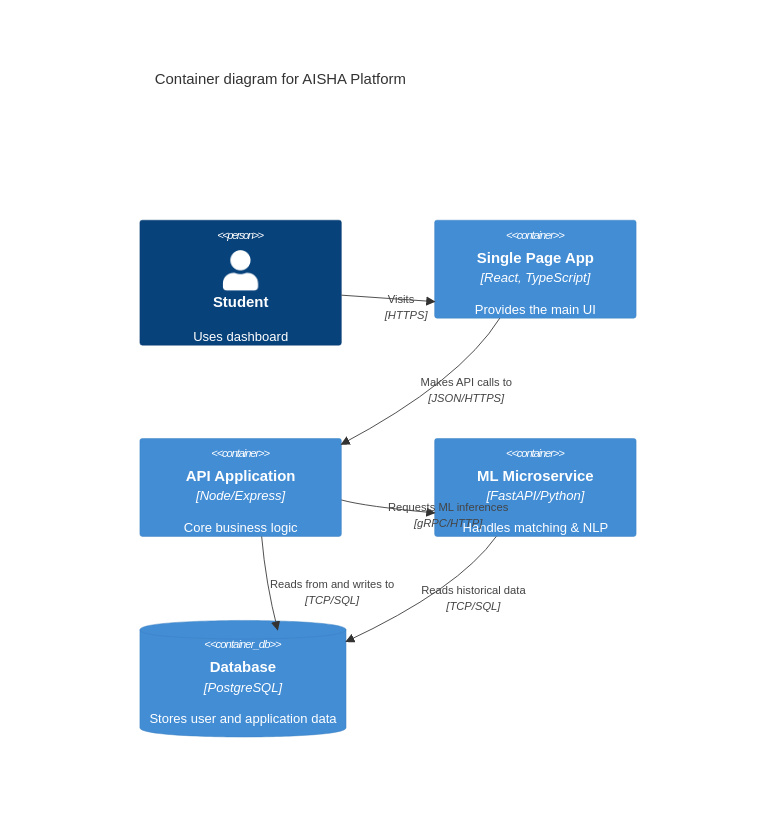 Container diagram for AISHA Platform
<<person>>
Student
Uses dashboard
Visits
[HTTPS]
<<container>>
Single Page App
[React, TypeScript]
Provides the main UI
Makes API calls to
[JSON/HTTPS]
<<container>>
API Application
[Node/Express]
Core business logic
Requests ML inferences
[gRPC/HTTP]
<<container>>
ML Microservice
[FastAPI/Python]
Handles matching & NLP
Reads from and writes to
[TCP/SQL]
Reads historical data
[TCP/SQL]
<<container_db>>
Database
[PostgreSQL]
Stores user and application data